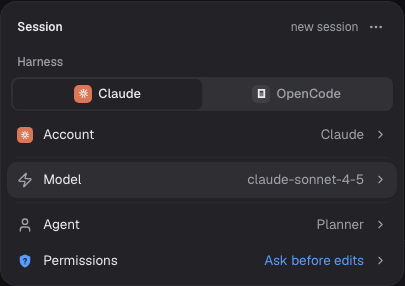 Session new session ...
Harness
Claude OpenCode
Account Claude
Model claude-sonnet-4-5
Agent Planner
Permissions Ask before edits